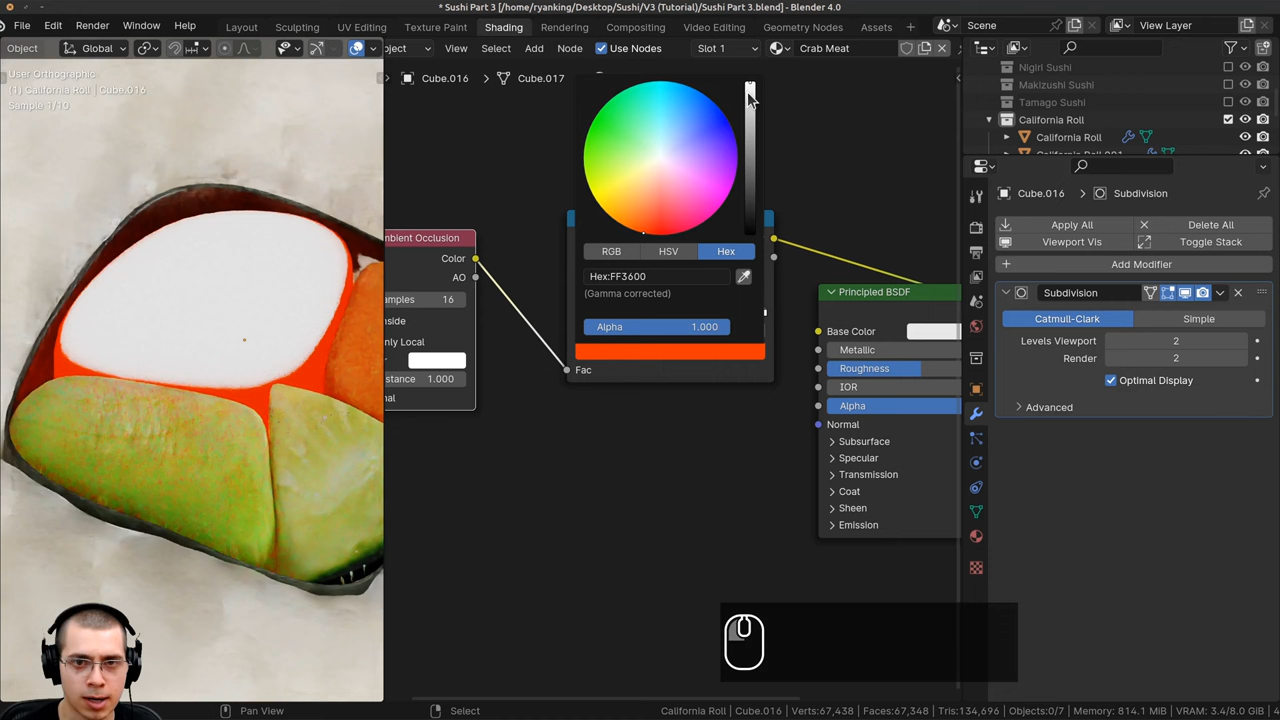 * Sushi Part 3 [/home/ryanking/Desktop/Sushi/V3 (Tutorial)/Sushi Part 3.blend] - Blender 4.0
File Edit Render Window Help Layout Sculpting UV Editing Texture Paint Shading Animation Rendering Compositing Geometry Nodes Assets Scene View Layer
Object Global View Select Add Node Use Nodes Slot 1 Crab Meat
User Orthographic
(1) California Roll | Cube.016
Sample 1/10
Cube.016 Cube.017
Nigiri Sushi
Makizushi Sushi
Tamago Sushi
California Roll
California Roll
Cube.016 Subdivision
Apply All Delete All
Viewport Vis Toggle Stack
Add Modifier
Subdivision
Catmull-Clark Simple
Levels Viewport 2
Render 2
Optimal Display
Advanced
mbient Occlusion
Color
AO
amples 16
nside
nly Local
stance 1.000
mal
RGB HSV Hex
Hex:FF3600
(Gamma corrected)
Alpha 1.000
Fac
Principled BSDF
Base Color
Metallic
Roughness
IOR
Alpha
Normal
Subsurface
Specular
Transmission
Coat
Sheen
Emission
Pan View Select California Roll | Cube.016 | Verts:67,438 | Faces:67,348 | Tris:134,696 | Objects:0/7 | Memory: 814.1 MiB | VRAM: 3.4/8.0 GiB | 4